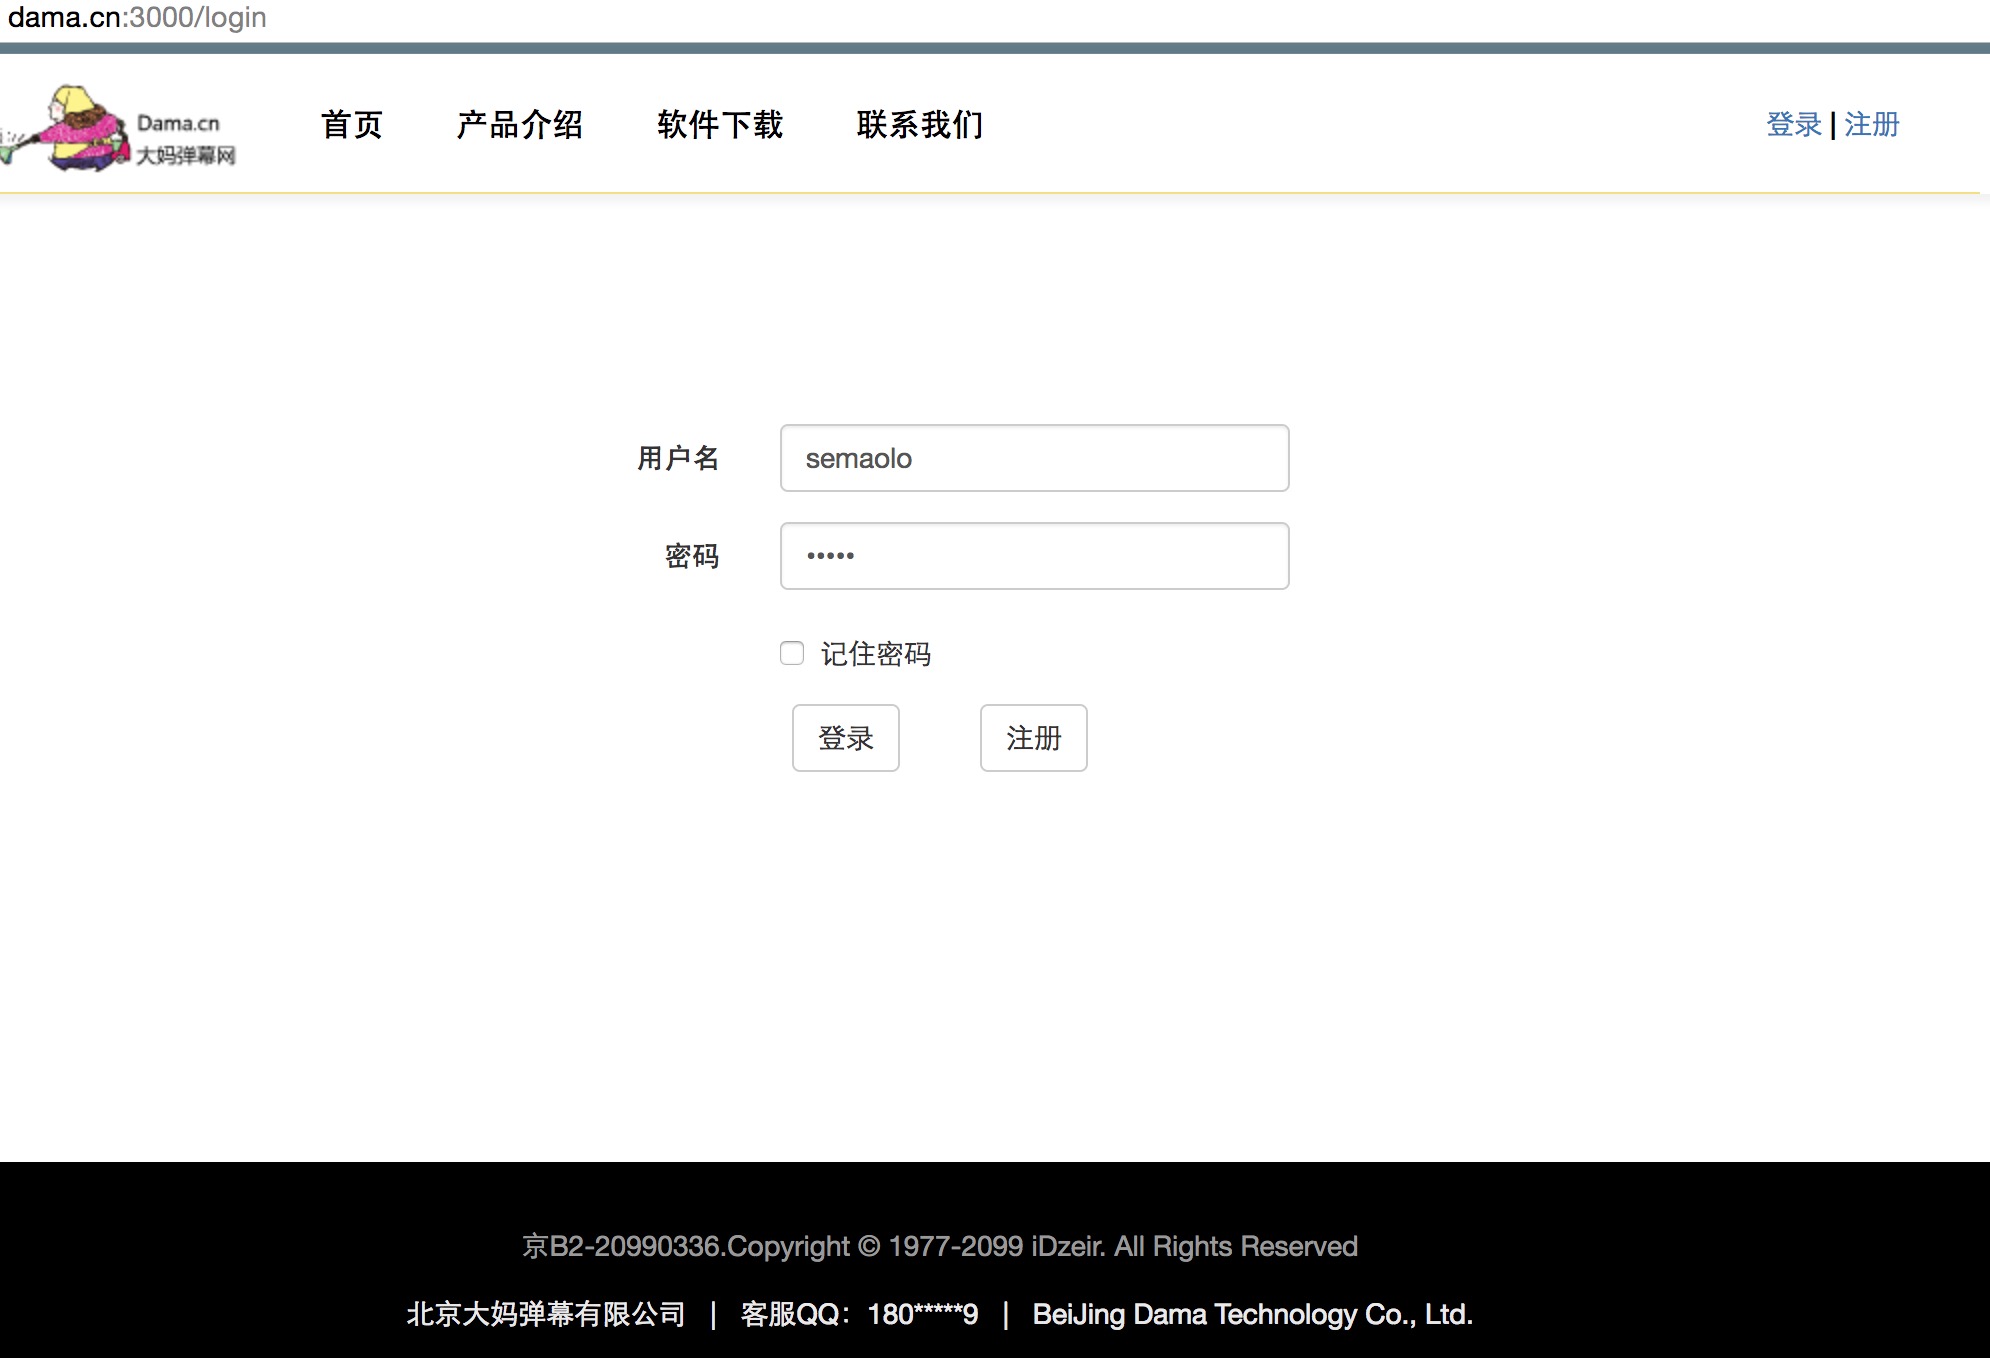 dama.cn:3000/login
Dama.cn
大妈弹幕网
首页 产品介绍 软件下载 联系我们 登录 | 注册
用户名 semaolo
密码 •••••
记住密码
登录 注册
京B2-20990336.Copyright © 1977-2099 iDzeir. All Rights Reserved
北京大妈弹幕有限公司 | 客服QQ：180*****9 | BeiJing Dama Technology Co., Ltd.